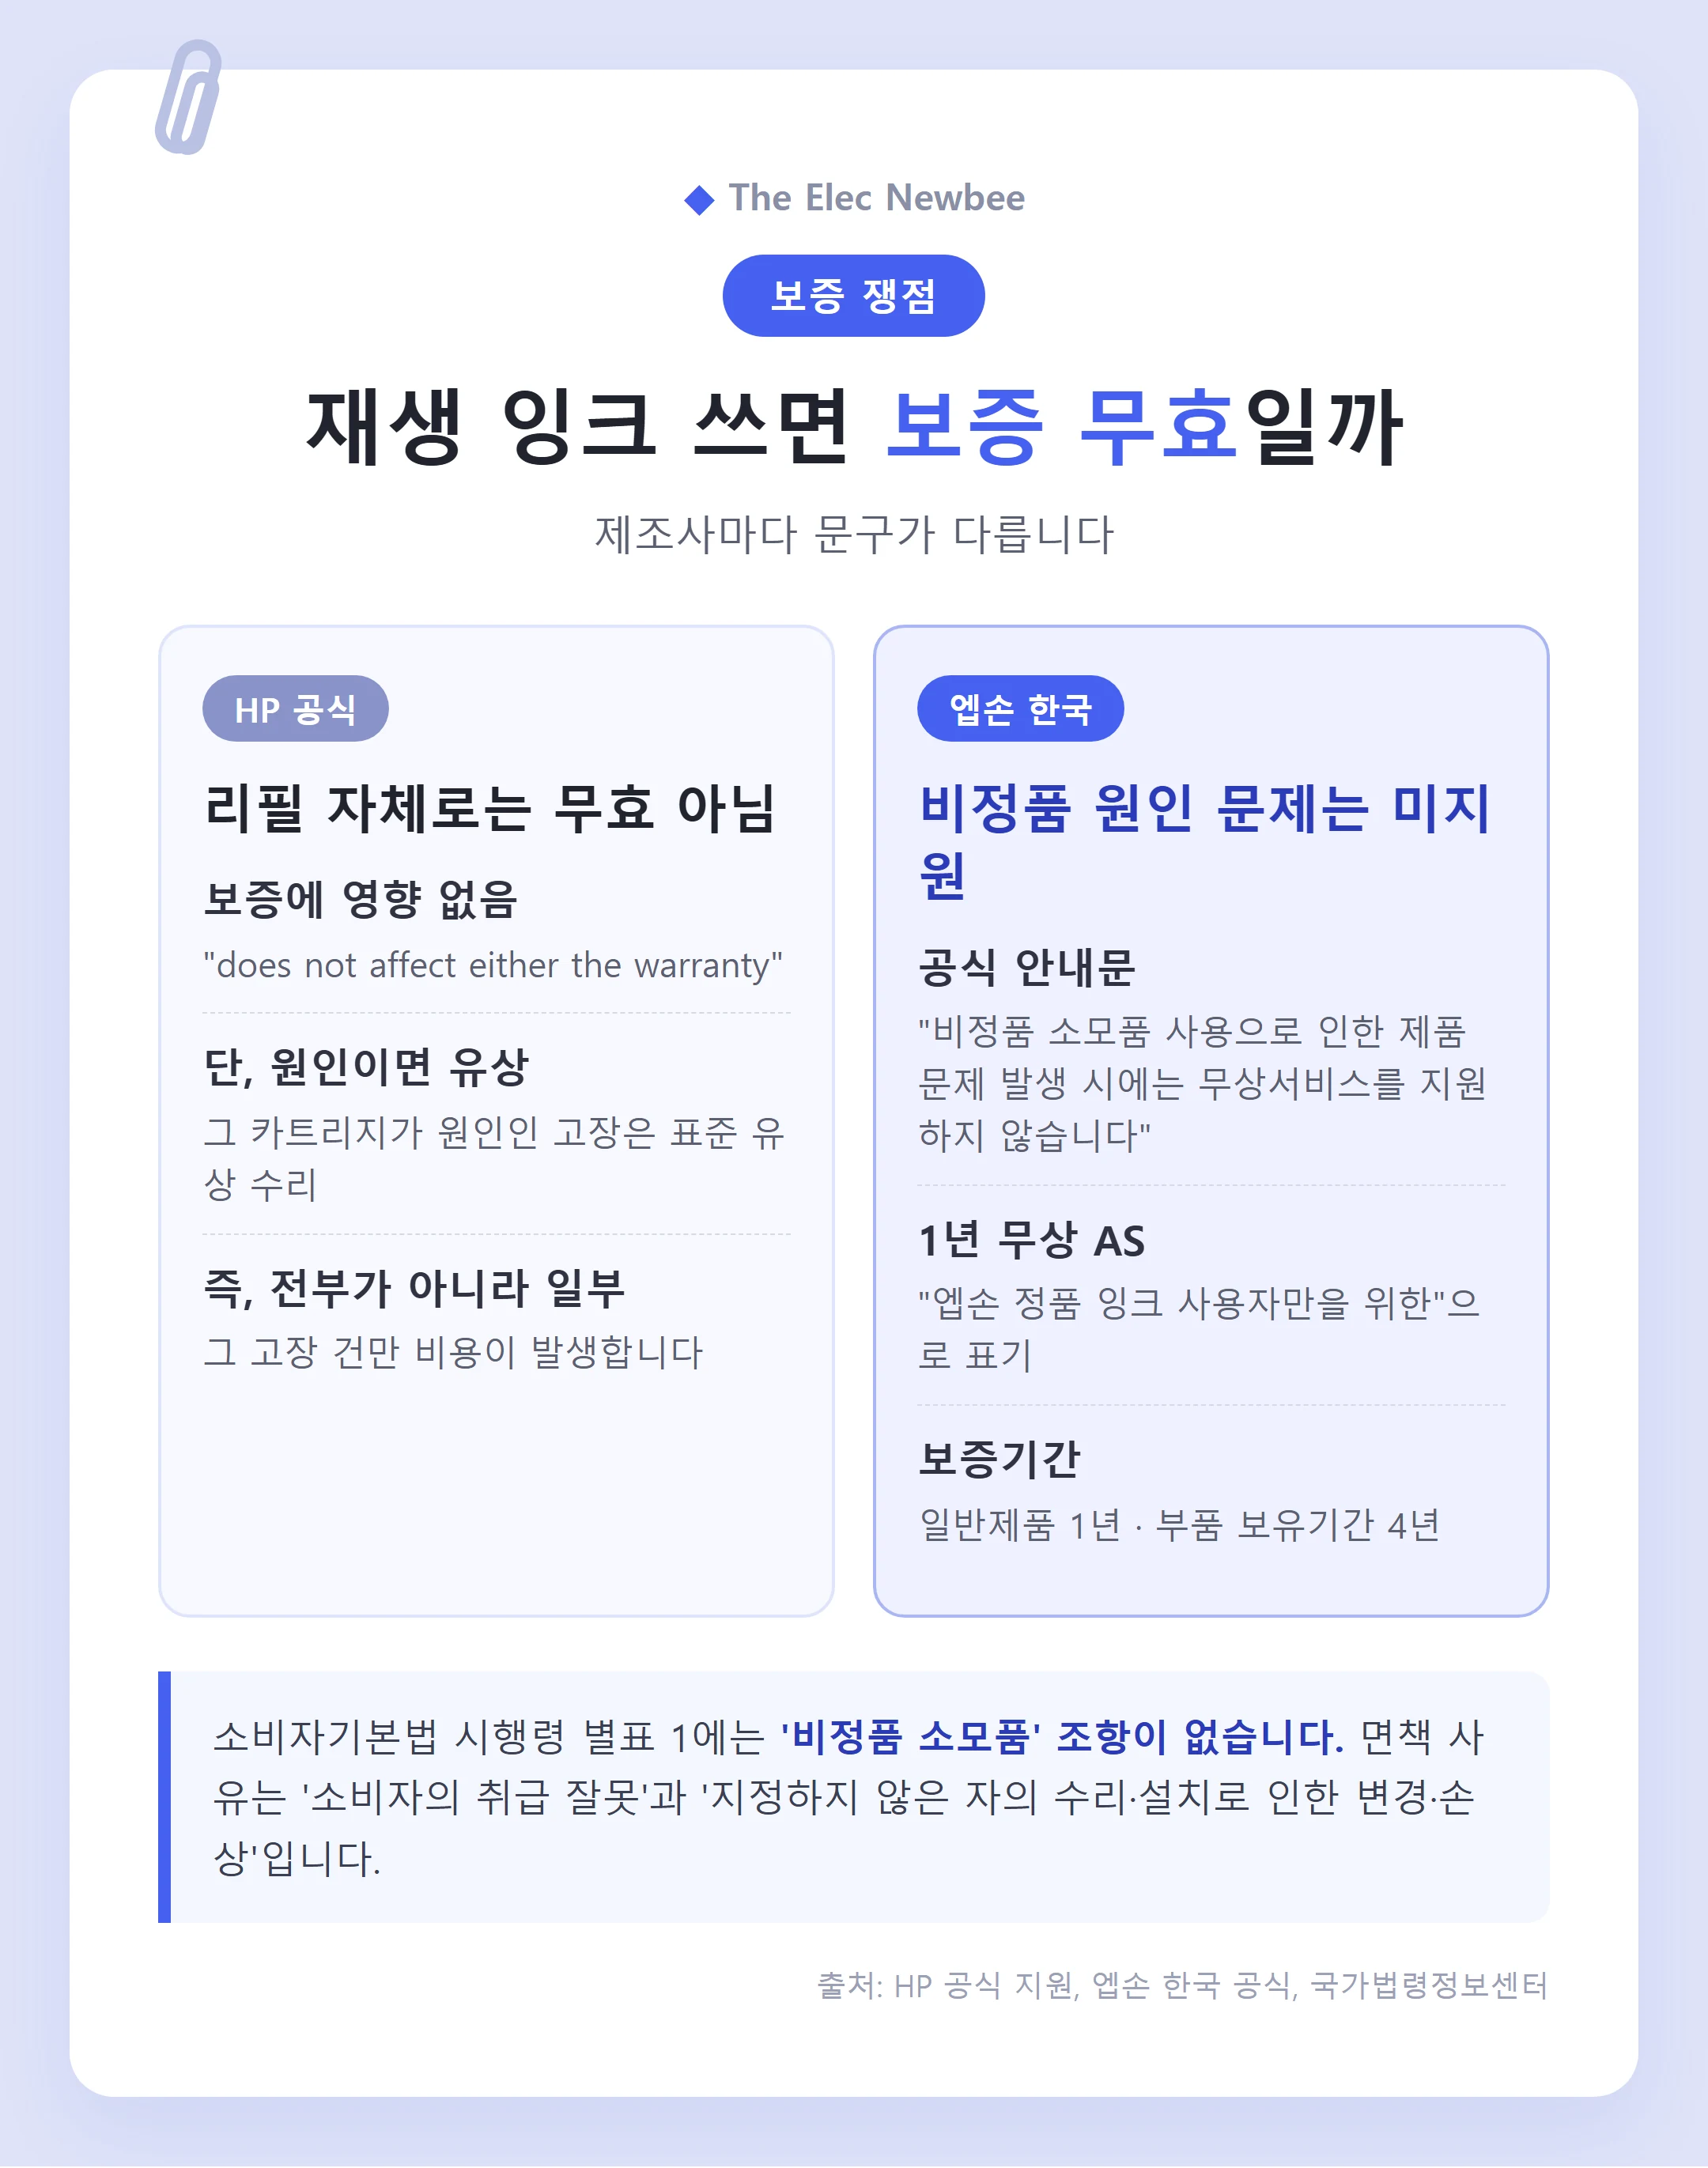 The Elec Newbee
보증 쟁점
재생 잉크 쓰면 보증 무효일까
제조사마다 문구가 다릅니다
HP 공식
리필 자체로는 무효 아님
보증에 영향 없음
"does not affect either the warranty"
단, 원인이면 유상
그 카트리지가 원인인 고장은 표준 유
상 수리
즉, 전부가 아니라 일부
그 고장 건만 비용이 발생합니다
엡손 한국
비정품 원인 문제는 미지
원
공식 안내문
"비정품 소모품 사용으로 인한 제품
문제 발생 시에는 무상서비스를 지원
하지 않습니다"
1년 무상 AS
"엡손 정품 잉크 사용자만을 위한"으
로 표기
보증기간
일반제품 1년 · 부품 보유기간 4년
소비자기본법 시행령 별표 1에는 '비정품 소모품' 조항이 없습니다. 면책 사
유는 '소비자의 취급 잘못'과 '지정하지 않은 자의 수리·설치로 인한 변경·손
상'입니다.
출처: HP 공식 지원, 엡손 한국 공식, 국가법령정보센터